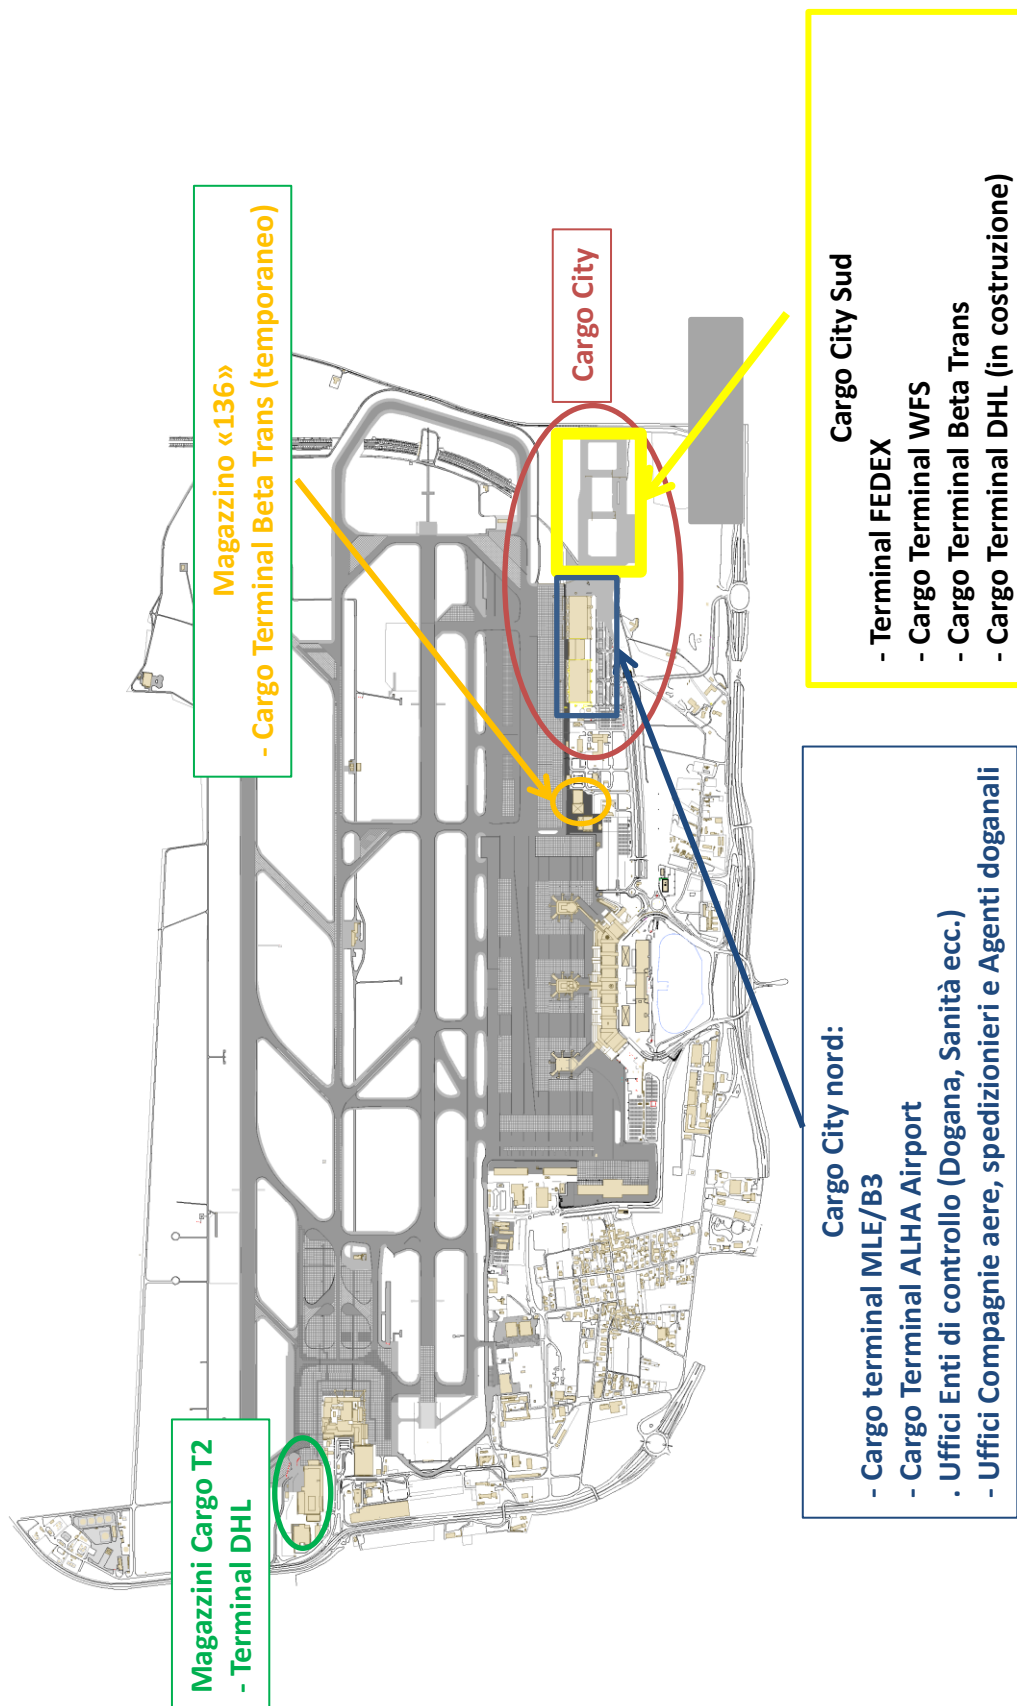 Magazzini Cargo T2
- Terminal DHL
Magazzino «136»
- Cargo Terminal Beta Trans (temporaneo)
Cargo City
Cargo City nord:
- Cargo terminal MLE/B3
- Cargo Terminal ALHA Airport
. Uffici Enti di controllo (Dogana, Sanità ecc.)
- Uffici Compagnie aere, spedizionieri e Agenti doganali
Cargo City Sud
- Terminal FEDEX
- Cargo Terminal WFS
- Cargo Terminal Beta Trans
- Cargo Terminal DHL (in costruzione)